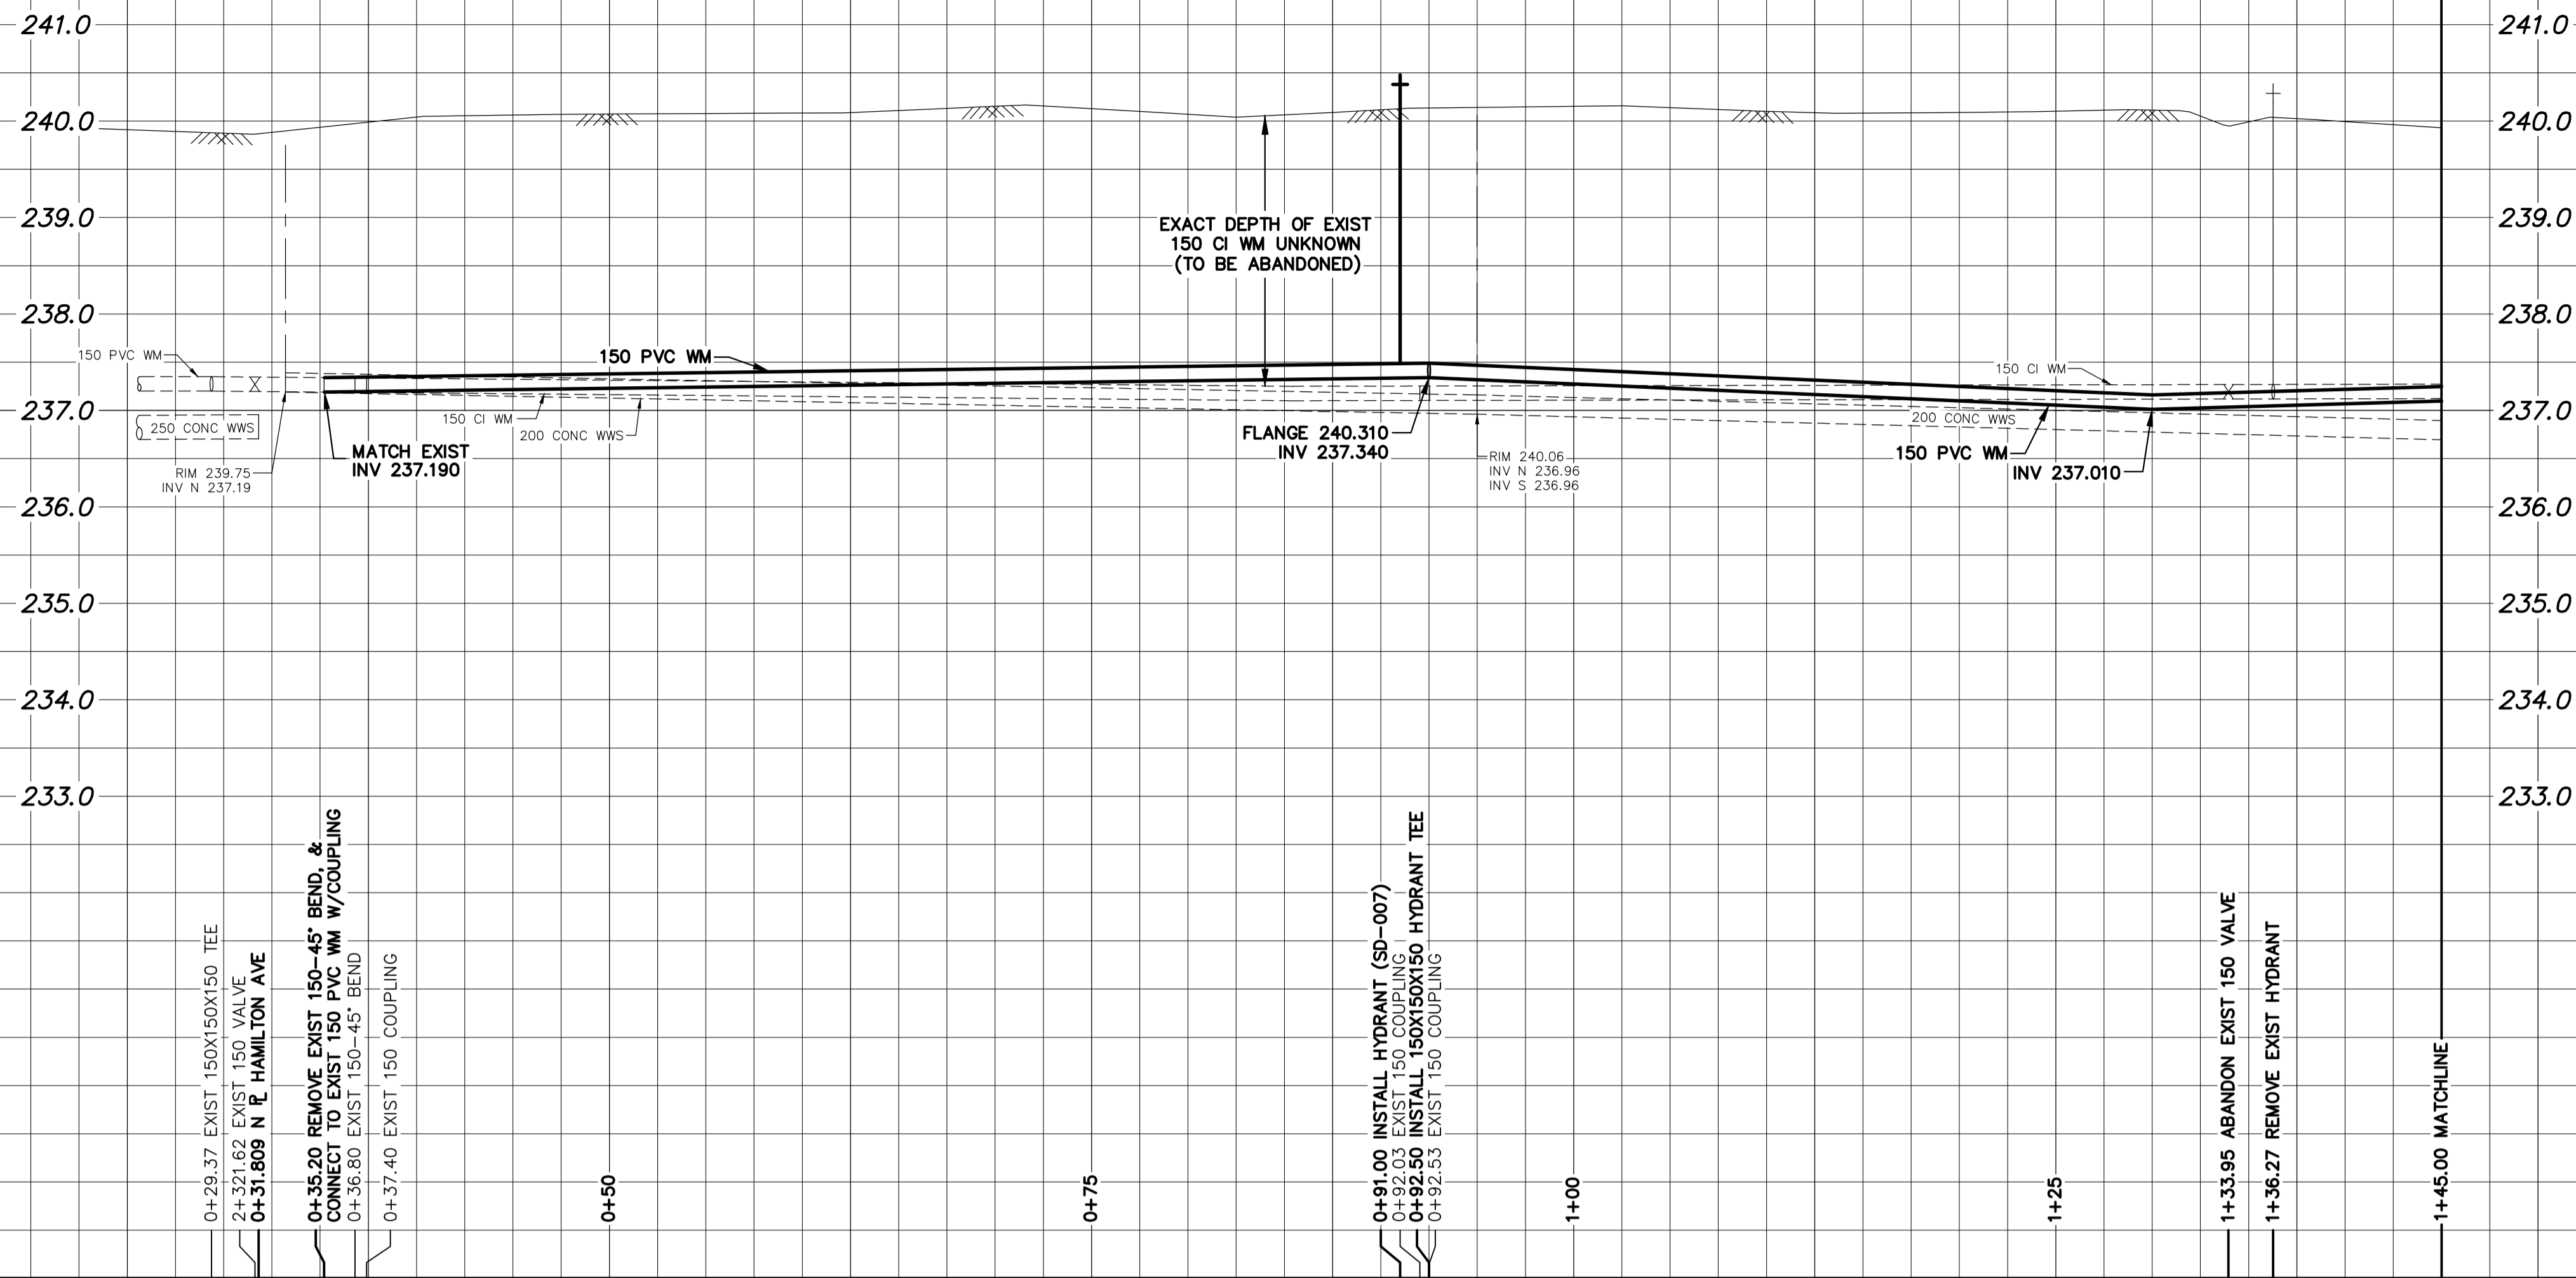 241.0
241.0
240.0
240.0
239.0
239.0
EXACT DEPTH OF EXIST
150 CI WM UNKNOWN
(TO BE ABANDONED)
238.0
238.0
150 PVC WM
150 PVC WM
150 CI WM
237.0
237.0
250 CONC WWS
150 CI WM
200 CONC WWS
200 CONC WWS
MATCH EXIST
INV 237.190
FLANGE 240.310
INV 237.340
150 PVC WM
INV 237.010
RIM 239.75
INV N 237.19
RIM 240.06
INV N 236.96
INV S 236.96
236.0
236.0
235.0
235.0
234.0
234.0
233.0
233.0
0+29.37 EXIST 150X150X150 TEE
2+321.62 EXIST 150 VALVE
0+31.809 N PL HAMILTON AVE
0+35.20 REMOVE EXIST 150-45° BEND, &
CONNECT TO EXIST 150 PVC WM W/COUPLING
0+36.80 EXIST 150-45° BEND
0+37.40 EXIST 150 COUPLING
0+50
0+75
0+91.00 INSTALL HYDRANT (SD-007)
0+92.03 EXIST 150 COUPLING
0+92.50 INSTALL 150X150X150 HYDRANT TEE
0+92.53 EXIST 150 COUPLING
1+00
1+25
1+33.95 ABANDON EXIST 150 VALVE
1+36.27 REMOVE EXIST HYDRANT
1+45.00 MATCHLINE